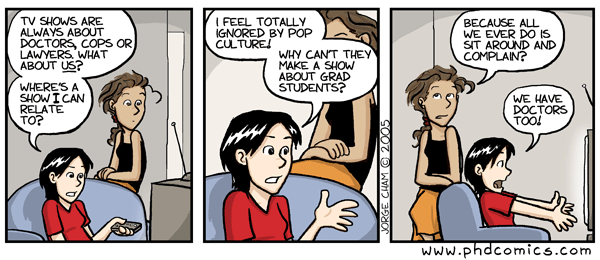 TV SHOWS ARE
ALWAYS ABOUT
DOCTORS, COPS OR
LAWYERS. WHAT
ABOUT US?
WHERE'S A
SHOW I CAN
RELATE
TO?
I FEEL TOTALLY
IGNORED BY POP
CULTURE!
WHY CAN'T THEY
MAKE A SHOW
ABOUT GRAD
STUDENTS?
JORGE CHAM © 2005
BECAUSE ALL
WE EVER DO IS
SIT AROUND AND
COMPLAIN?
WE HAVE
DOCTORS
TOO!
www.phdcomics.com